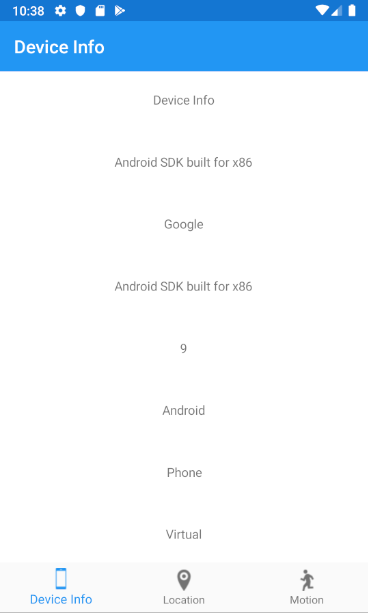 10:38
Device Info
Device Info
Android SDK built for x86
Google
Android SDK built for x86
9
Android
Phone
Virtual
Device Info
Location
Motion